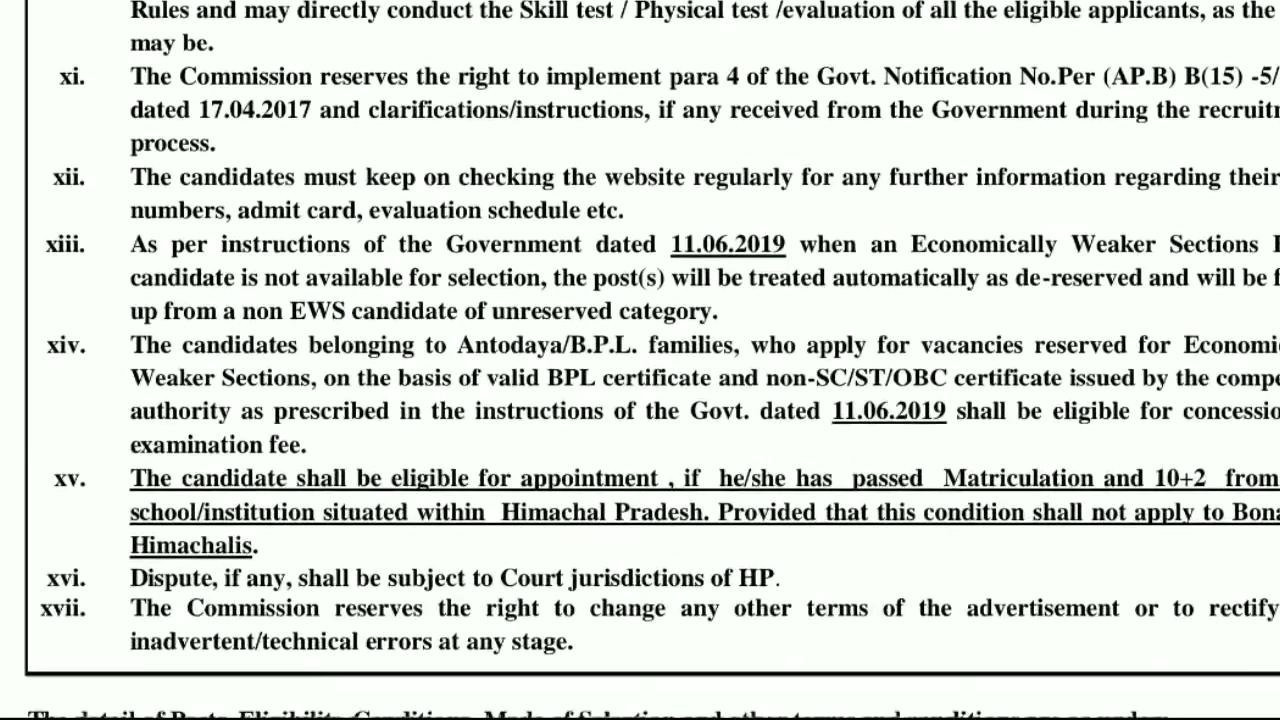 Rules and may directly conduct the Skill test / Physical test /evaluation of all the eligible applicants, as the
may be.
xi. The Commission reserves the right to implement para 4 of the Govt. Notification No.Per (AP.B) B(15) -5/
dated 17.04.2017 and clarifications/instructions, if any received from the Government during the
process.
xii. The candidates must keep on checking the website regularly for any further information regarding their
numbers, admit card, evaluation schedule etc.
xiii. As per instructions of the Government dated 11.06.2019 when an Economically Weaker Sections
candidate is not available for selection, the post(s) will be treated automatically as de-reserved and will be
up from a non EWS candidate of unreserved category.
xiv. The candidates belonging to Antodaya/B.P.L. families, who apply for vacancies reserved for
Weaker Sections, on the basis of valid BPL certificate and non-SC/ST/OBC certificate issued by the
authority as prescribed in the instructions of the Govt. dated 11.06.2019 shall be eligible for
examination fee.
xv. The candidate shall be eligible for appointment , if he/she has passed Matriculation and 10+2 from
school/institution situated within Himachal Pradesh. Provided that this condition shall not apply to
Himachalis.
xvi. Dispute, if any, shall be subject to Court jurisdictions of HP.
xvii. The Commission reserves the right to change any other terms of the advertisement or to rectify
inadvertent/technical errors at any stage.